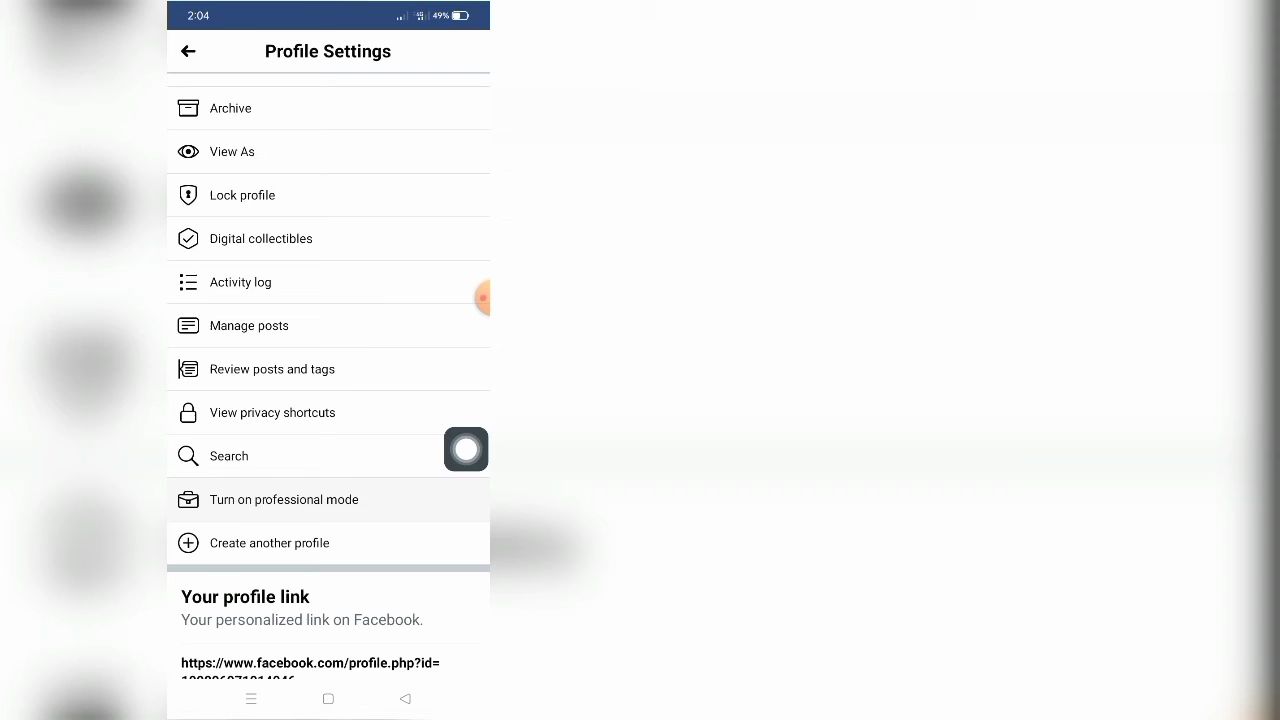 2:04
49%
Profile Settings
Archive
View As
Lock profile
Digital collectibles
Activity log
Manage posts
Review posts and tags
View privacy shortcuts
Search
Turn on professional mode
Create another profile
Your profile link
Your personalized link on Facebook.
https://www.facebook.com/profile.php?id=